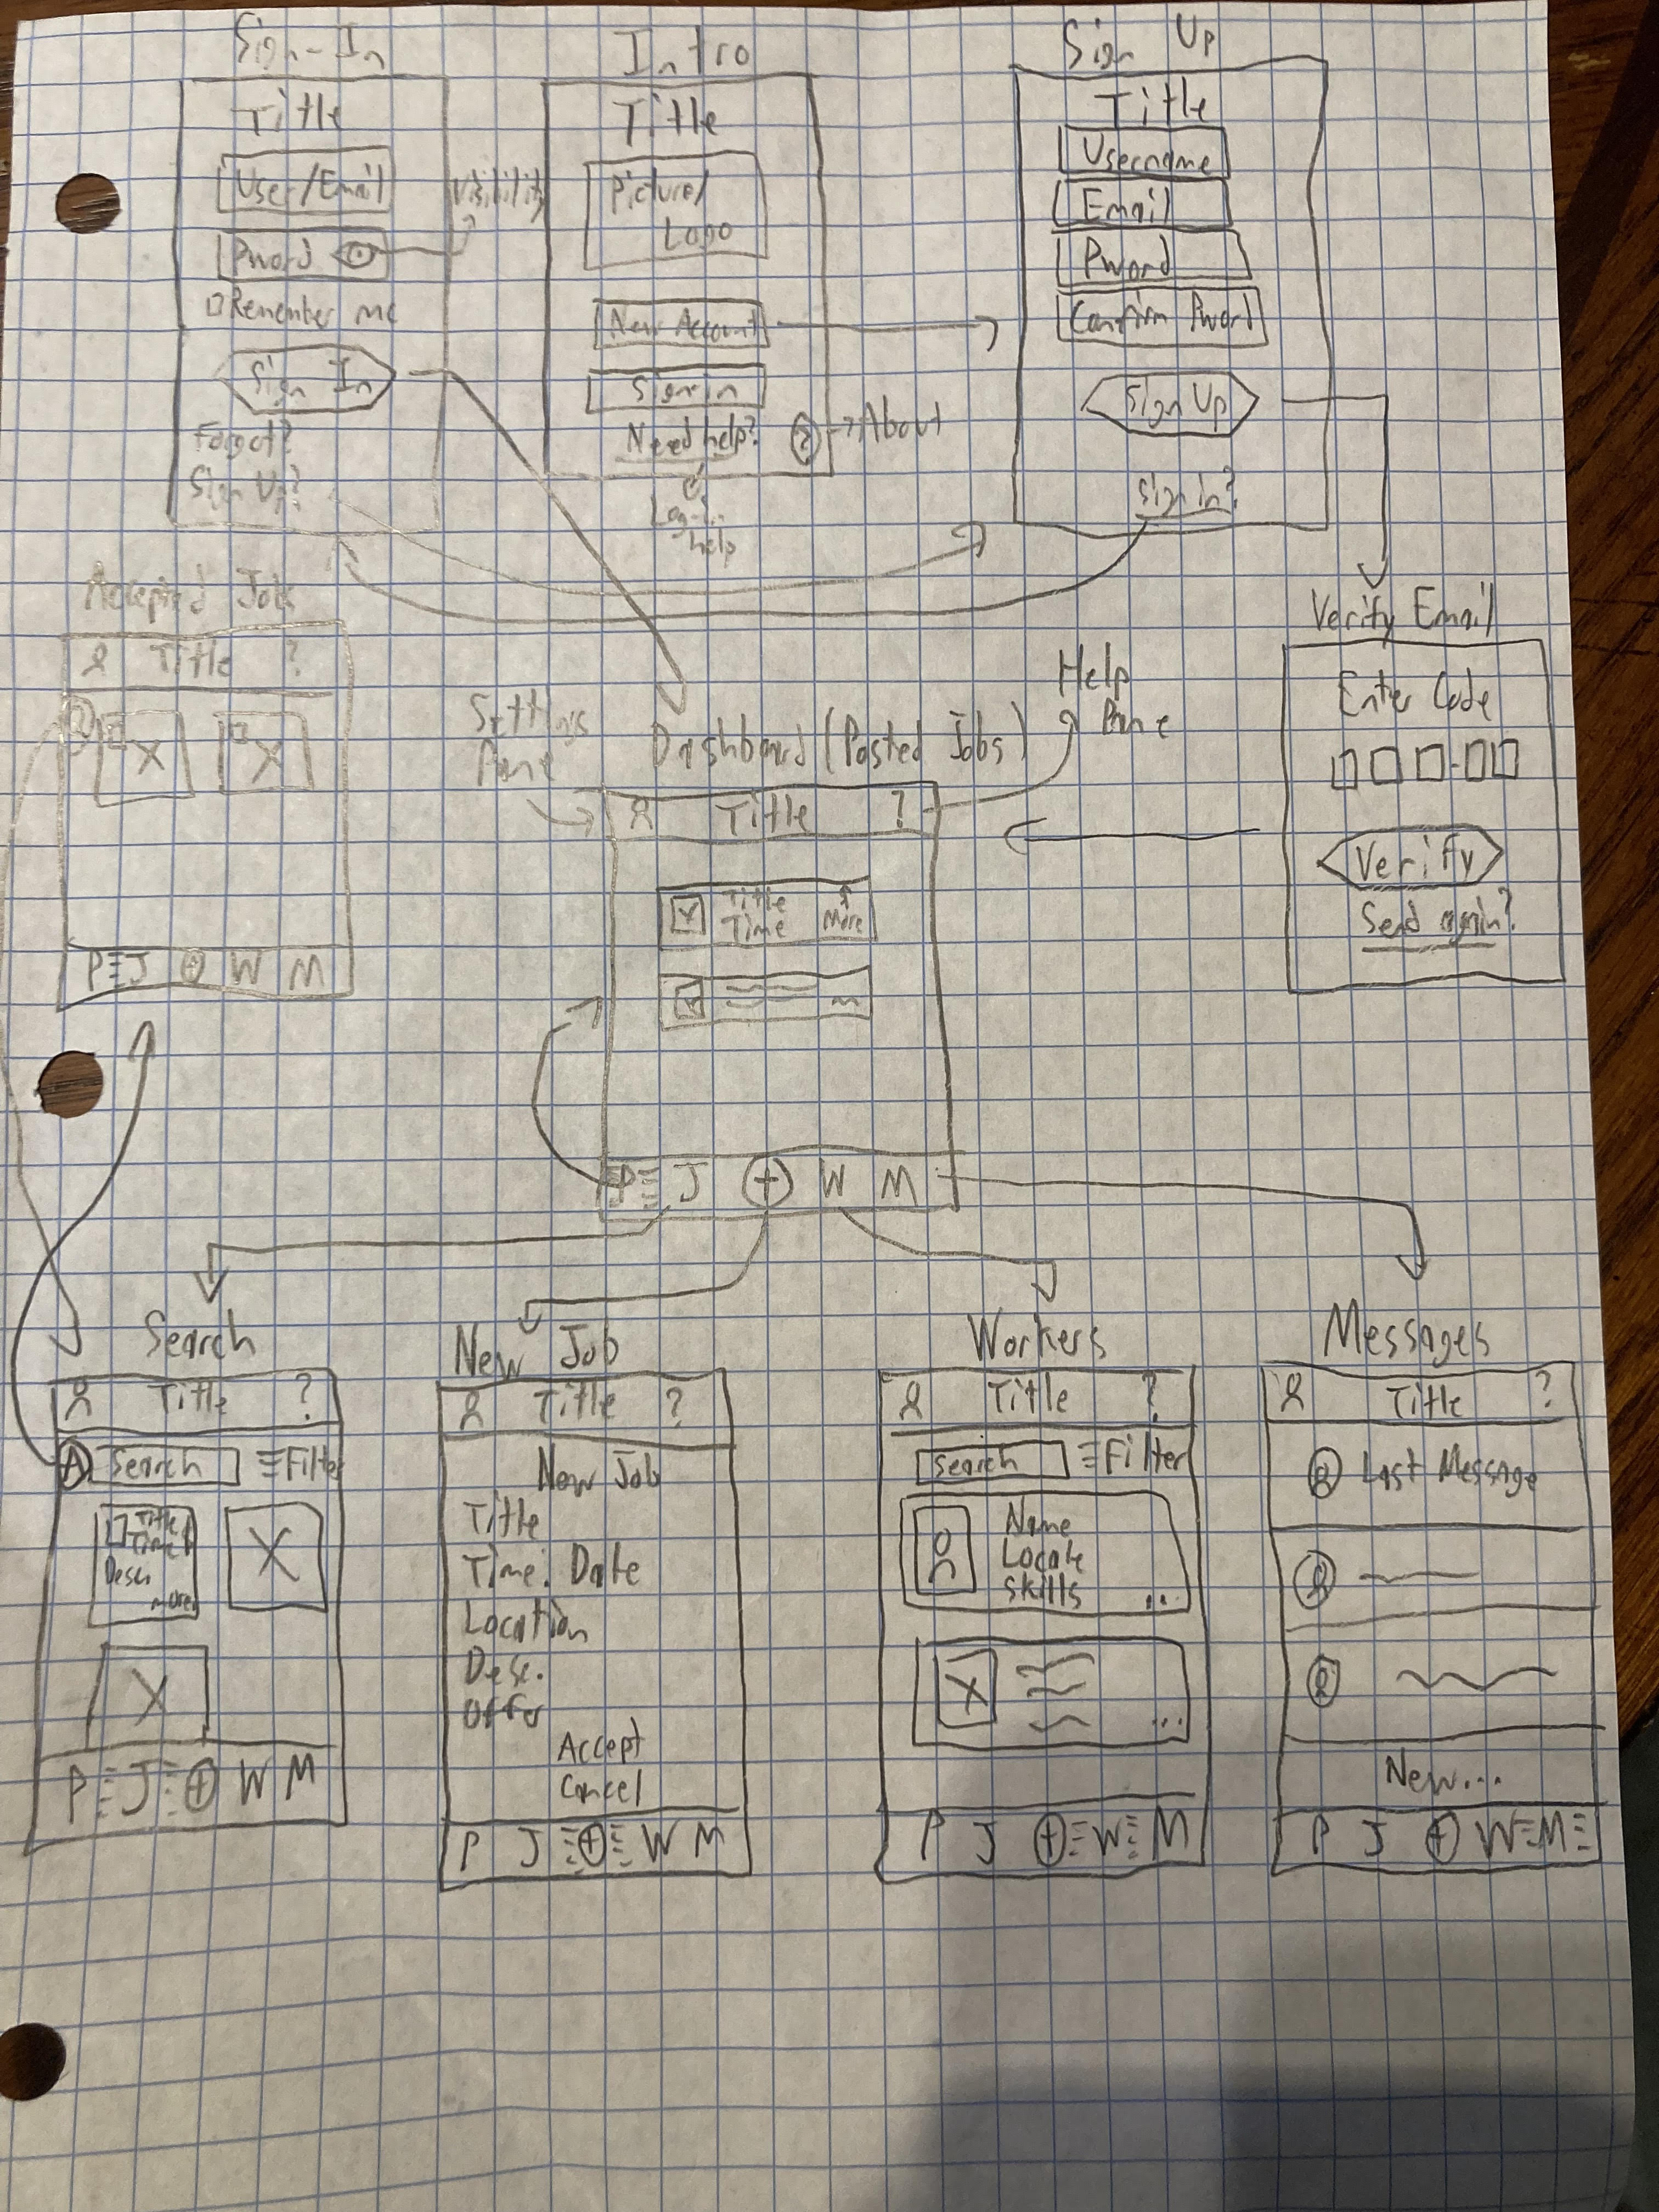 Sign-In
Title
User/Email
Pword
Visibility
Remember me
Sign In
Forgot?
Sign Up?
Intro
Title
Picture/
Logo
New Account
Sign in
Need help?
? → About
Log-in
help
Sign Up
Title
Username
Email
Pword
Confirm Pword
Sign Up
Sign in?
Verify Email
Enter Code
Verify
Send again?
Accepted Jobs
Title ?
P J + W M
Settings
Pane
Dashboard (Posted Jobs)
Help
Pane
Title ?
Title
Time
More
P J + W M
Search
Title ?
A Search Filter
Title
Time
Desc.
more
P J + W M
New Job
Title ?
New Job
Title
Time. Date
Location
Desc.
Offer
Accept
Cancel
P J + W M
Workers
Title ?
Search Filter
Name
Locale
Skills
...
...
P J + W M
Messages
Title ?
Last Message
New...
P J + W M